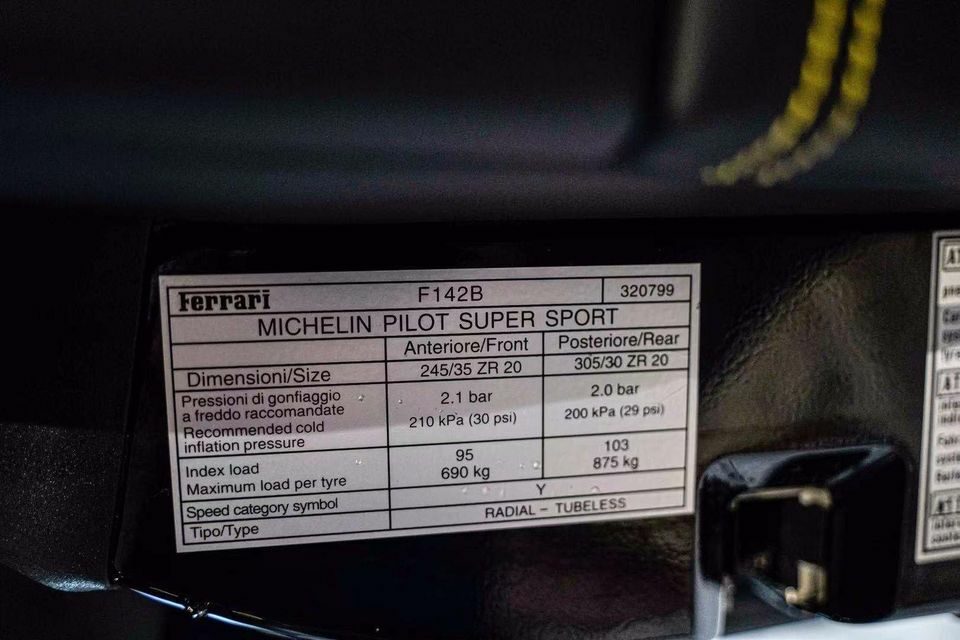 Ferrari F142B 320799
MICHELIN PILOT SUPER SPORT
Anteriore/Front Posteriore/Rear
Dimensioni/Size 245/35 ZR 20 305/30 ZR 20
Pressioni di gonfiaggio
a freddo raccomandate
Recommended cold
inflation pressure
2.1 bar 2.0 bar
210 kPa (30 psi) 200 kPa (29 psi)
Index load 95 103
Maximum load per tyre 690 kg 875 kg
Speed category symbol Y
Tipo/Type RADIAL - TUBELESS